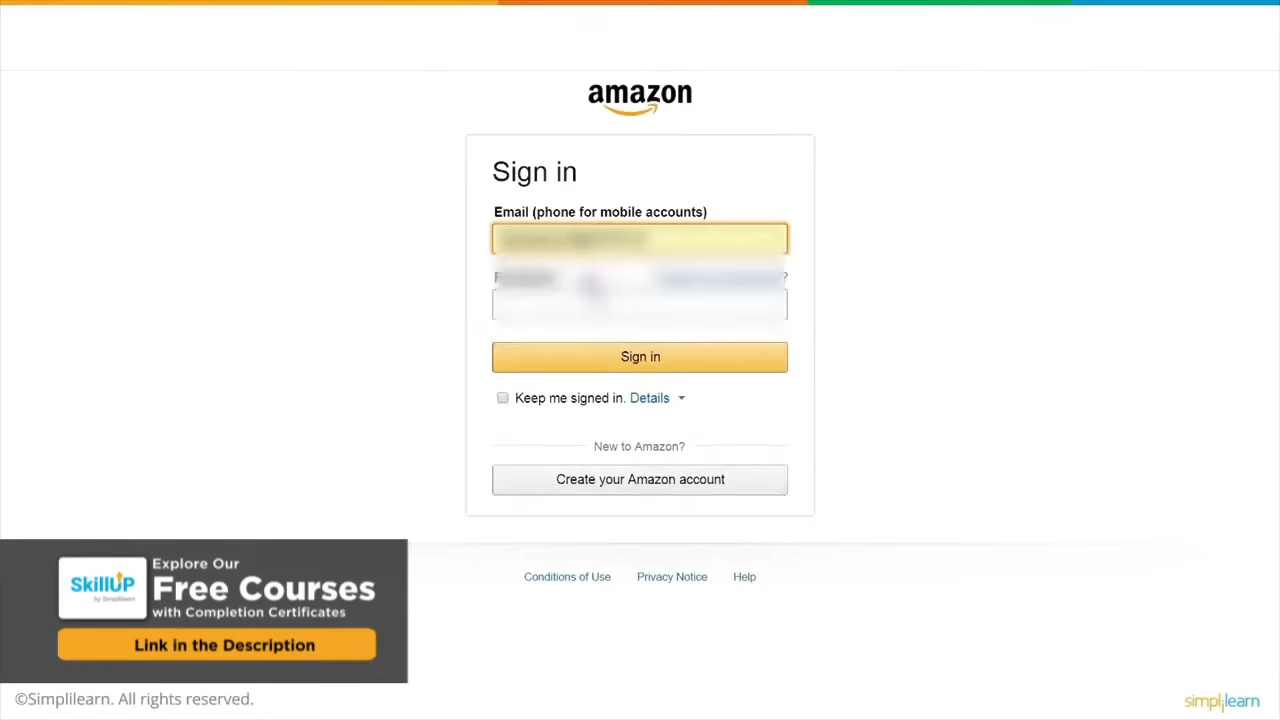 amazon
Sign in
Email (phone for mobile accounts)
Sign in
Keep me signed in. Details
New to Amazon?
Create your Amazon account
Conditions of Use Privacy Notice Help
SkillUP
by Simplilearn
Explore Our
Free Courses
with Completion Certificates
Link in the Description
©Simplilearn. All rights reserved.
simplilearn